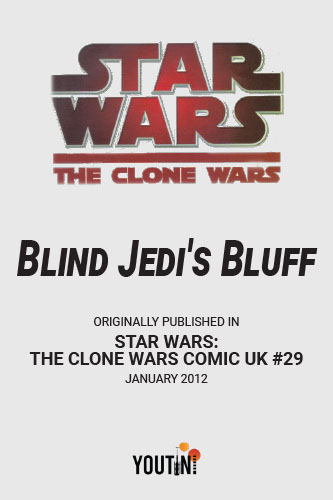 STAR
WARS
THE CLONE WARS
BLIND JEDI'S BLUFF
ORIGINALLY PUBLISHED IN
STAR WARS:
THE CLONE WARS COMIC UK #29
JANUARY 2012
YOUTINI